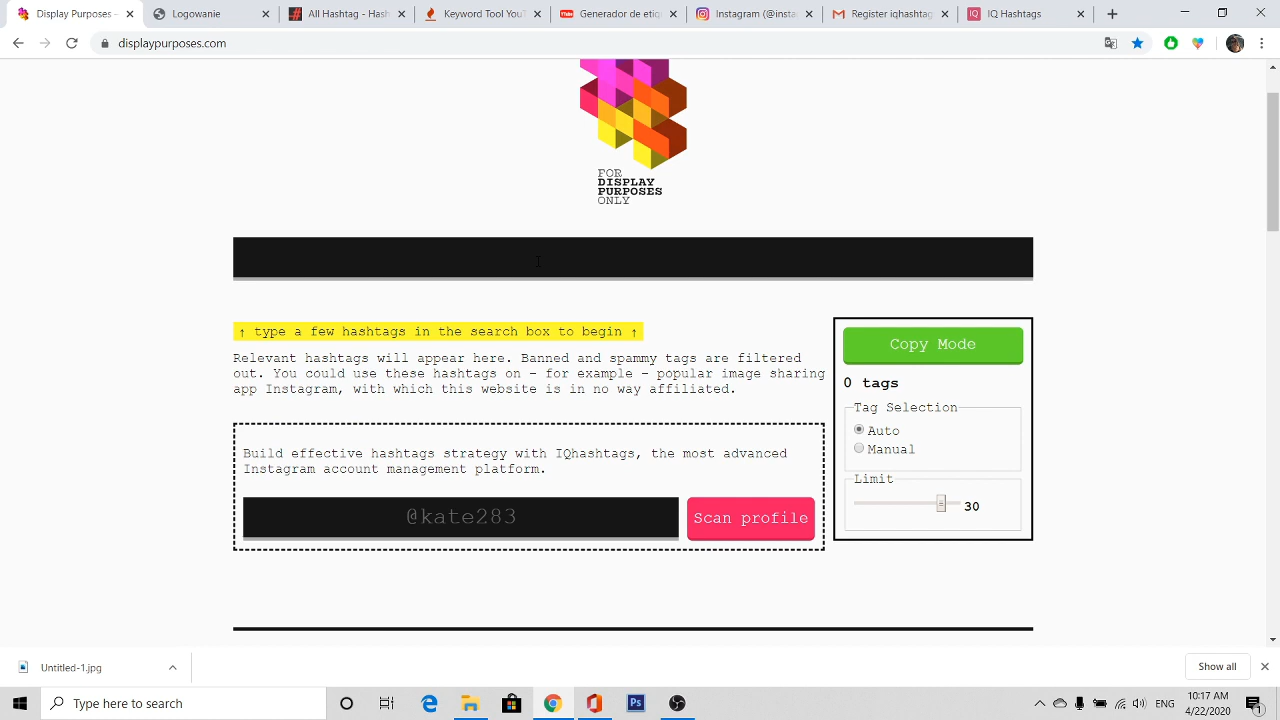 Display Purposes -
Logowanie
All Hashtag - Hash
Keyword Tool YouT
Generador de etiq
Instagram (@insta
Register iqhashtag
IQ Hashtags
displaypurposes.com
FOR
DISPLAY
PURPOSES
ONLY
↑ type a few hashtags in the search box to begin ↑
Relevant hashtags will appear here. Banned and spammy tags are filtered
out. You could use these hashtags on - for example - popular image sharing
app Instagram, with which this website is in no way affiliated.
Build effective hashtags strategy with IQhashtags, the most advanced
Instagram account management platform.
@kate283
Scan profile
Copy Mode
0 tags
Tag Selection
Auto
Manual
Limit
30
Untitled-1.jpg
Show all
Type here to search
Ps
ENG
10:17 AM
4/22/2020
1